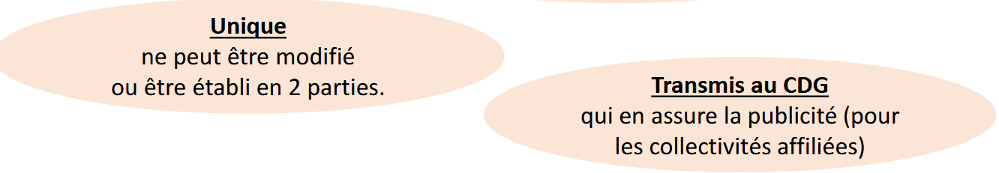 Unique
ne peut être modifié
ou être établi en 2 parties.
Transmis au CDG
qui en assure la publicité (pour
les collectivités affiliées)